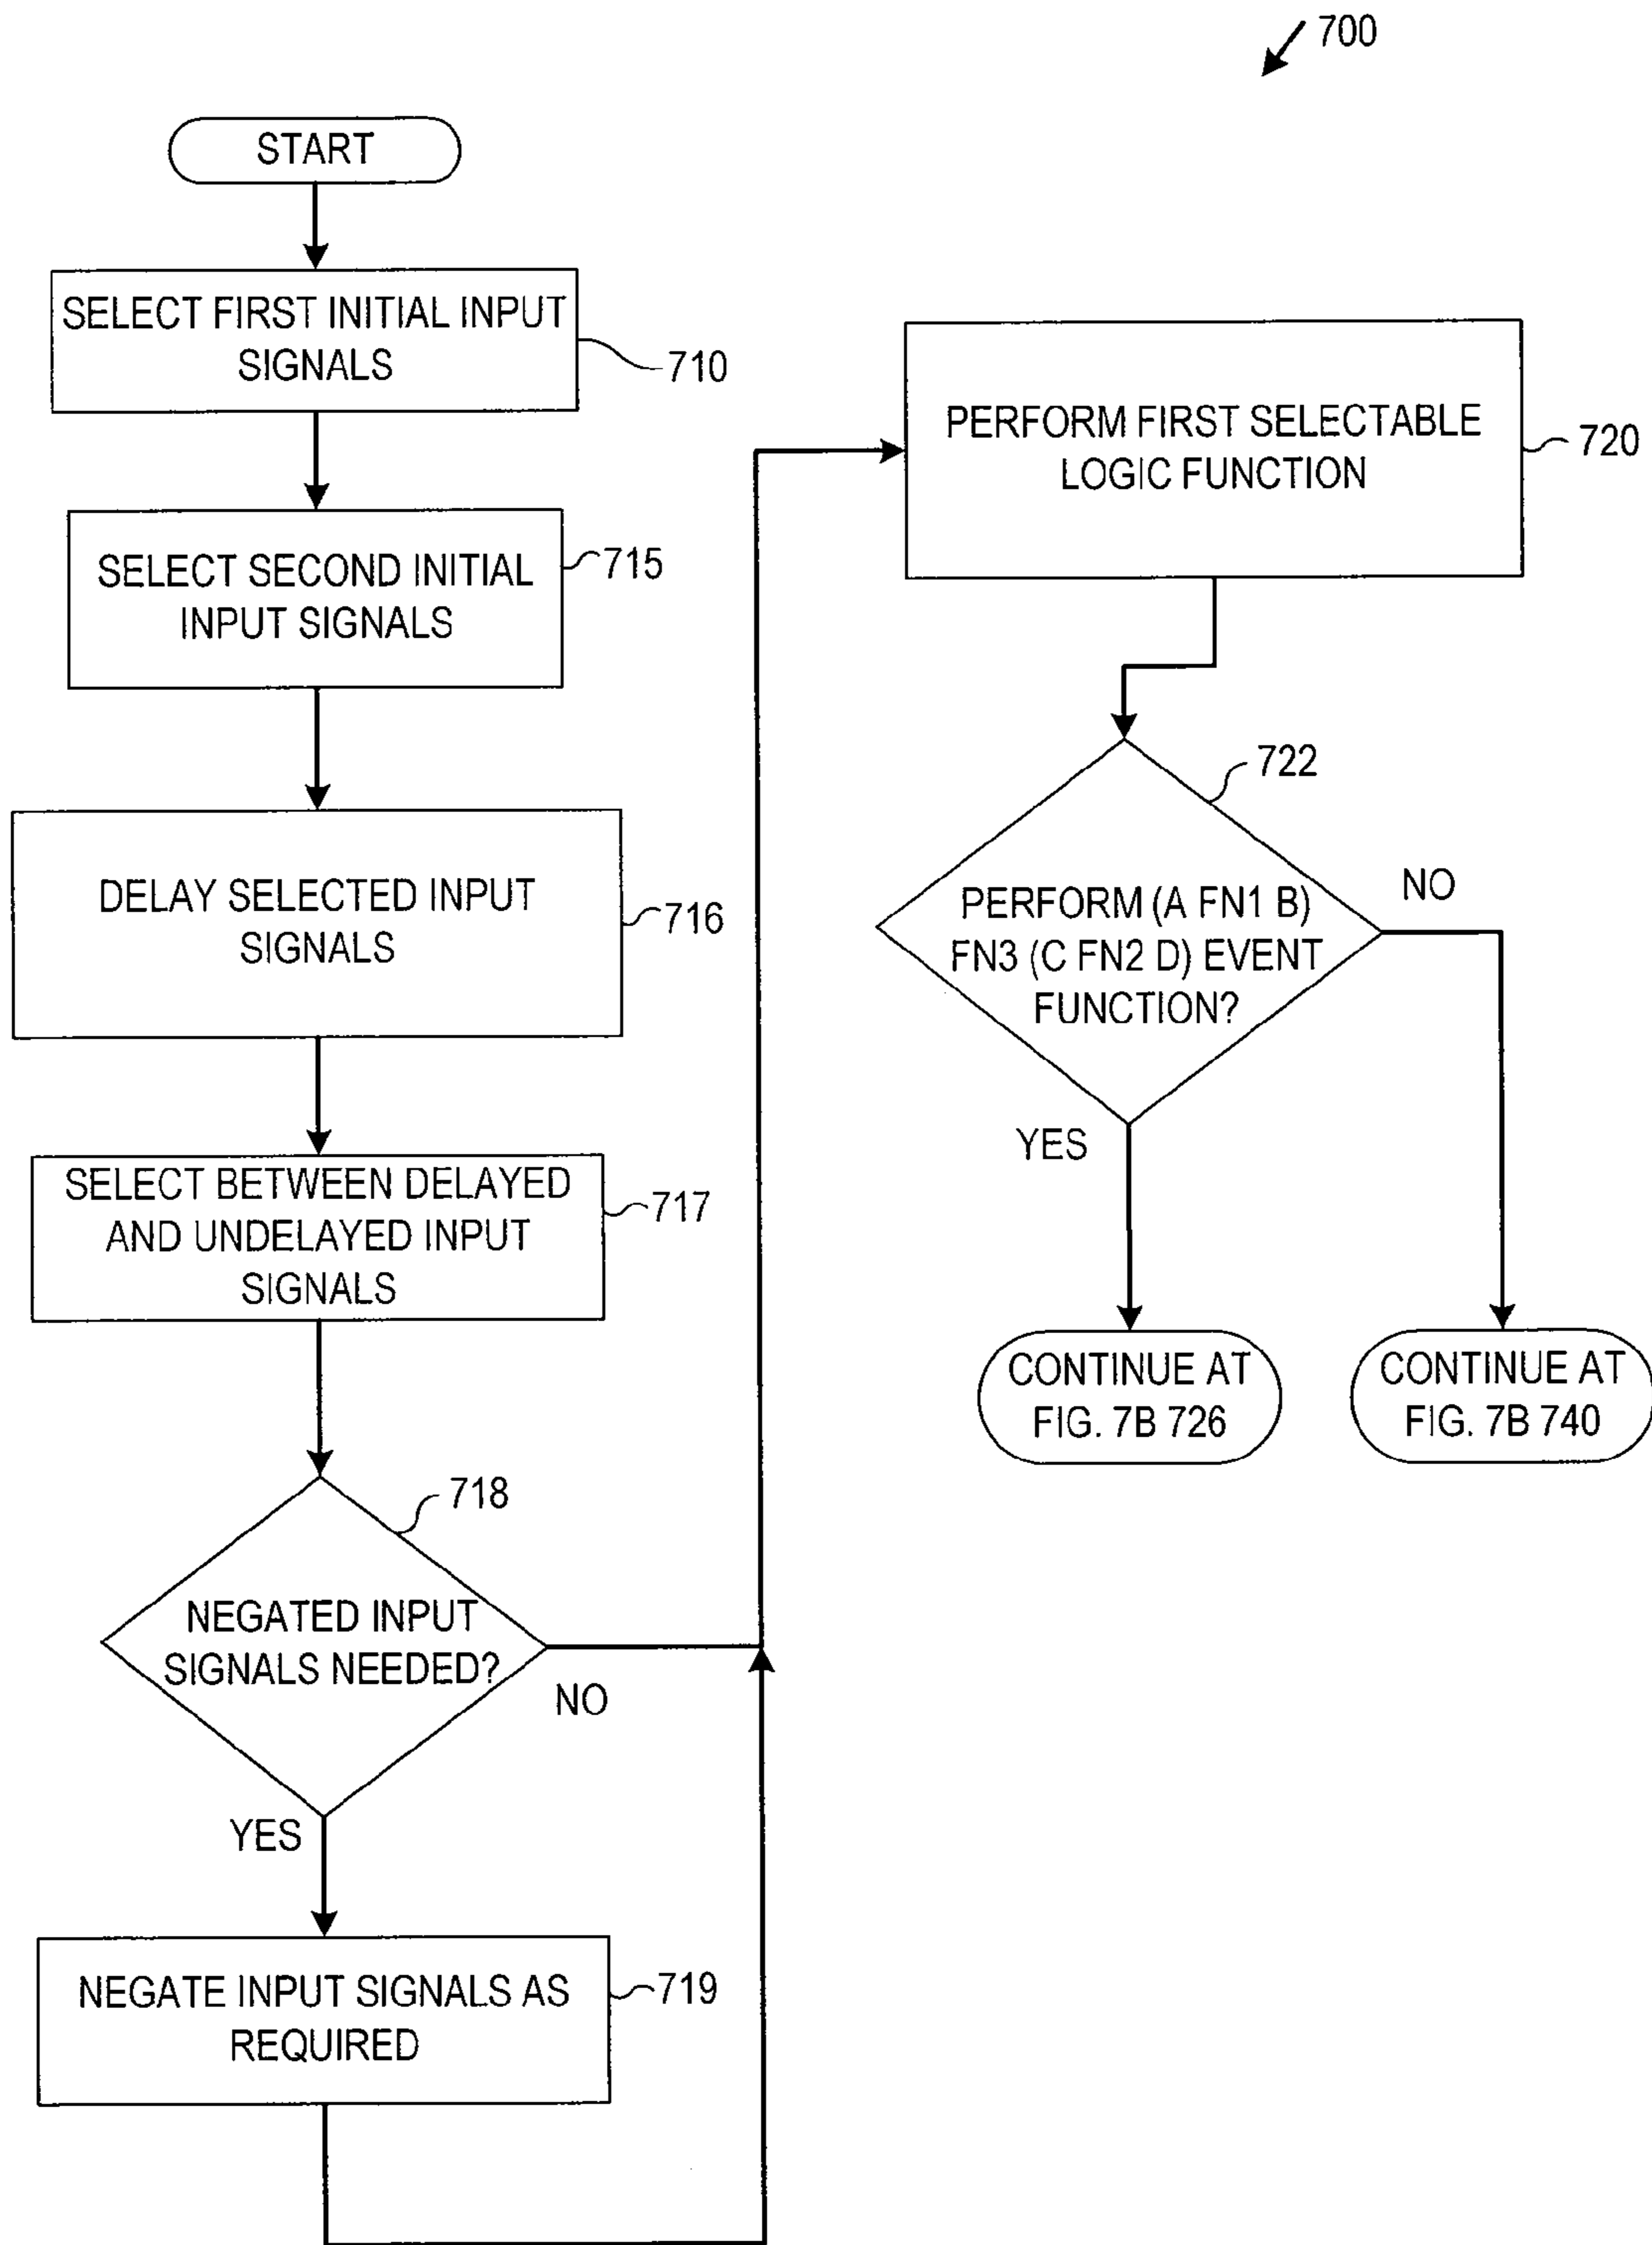 700
START
SELECT FIRST INITIAL INPUT
SIGNALS
710
SELECT SECOND INITIAL
INPUT SIGNALS
715
DELAY SELECTED INPUT
SIGNALS
716
SELECT BETWEEN DELAYED
AND UNDELAYED INPUT
SIGNALS
717
718
NEGATED INPUT
SIGNALS NEEDED?
NO
YES
NEGATE INPUT SIGNALS AS
REQUIRED
719
PERFORM FIRST SELECTABLE
LOGIC FUNCTION
720
722
PERFORM (A FN1 B)
FN3 (C FN2 D) EVENT
FUNCTION?
NO
YES
CONTINUE AT
FIG. 7B 726
CONTINUE AT
FIG. 7B 740